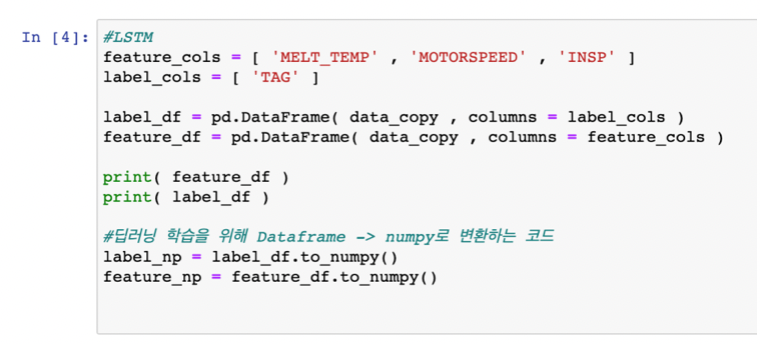 In [4]: #LSTM
feature_cols = [ 'MELT_TEMP' , 'MOTORSPEED' , 'INSP' ]
label_cols = [ 'TAG' ]
label_df = pd.DataFrame( data_copy , columns = label_cols )
feature_df = pd.DataFrame( data_copy , columns = feature_cols )
print( feature_df )
print( label_df )
#딥러닝 학습을 위해 Dataframe -> numpy로 변환하는 코드
label_np = label_df.to_numpy()
feature_np = feature_df.to_numpy()